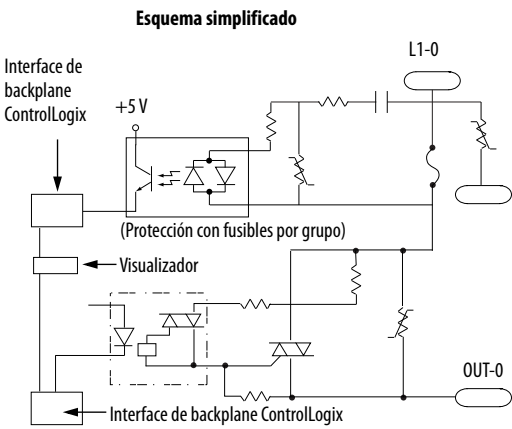 Esquema simplificado
L1-0
Interface de
backplane
ControlLogix
+5 V
(Protección con fusibles por grupo)
Visualizador
OUT-0
Interface de backplane ControlLogix